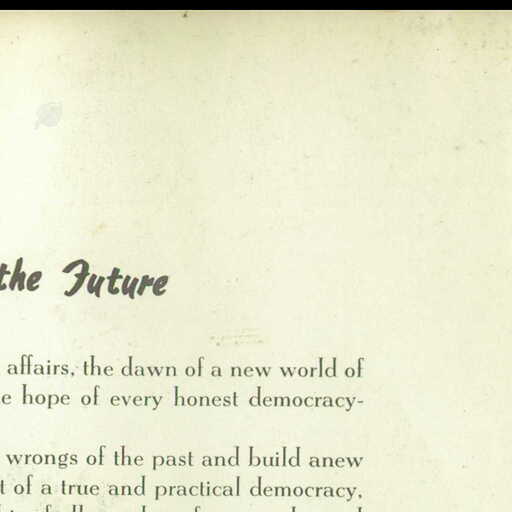 the Future
affairs, the dawn of a new world of
hope of every honest democracy-
wrongs of the past and build anew
of a true and practical democracy,